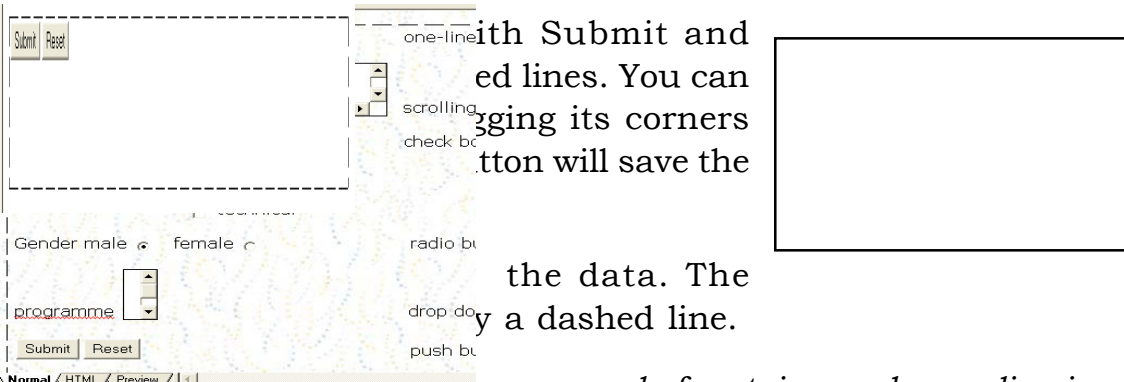 Submit Reset
one-line
ith Submit and
ed lines. You can
scrolling
gging its corners
check bo
tton will save the
Gender male female
radio bu
the data. The
programme
drop do
y a dashed line.
Submit Reset
push bu
Normal / HTML / Preview /